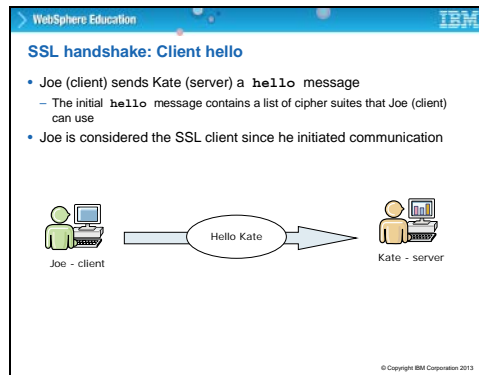 WebSphere Education
IBM
SSL handshake: Client hello
• Joe (client) sends Kate (server) a hello message
– The initial hello message contains a list of cipher suites that Joe (client)
can use
• Joe is considered the SSL client since he initiated communication
Hello Kate
Joe - client
Kate - server
© Copyright IBM Corporation 2013